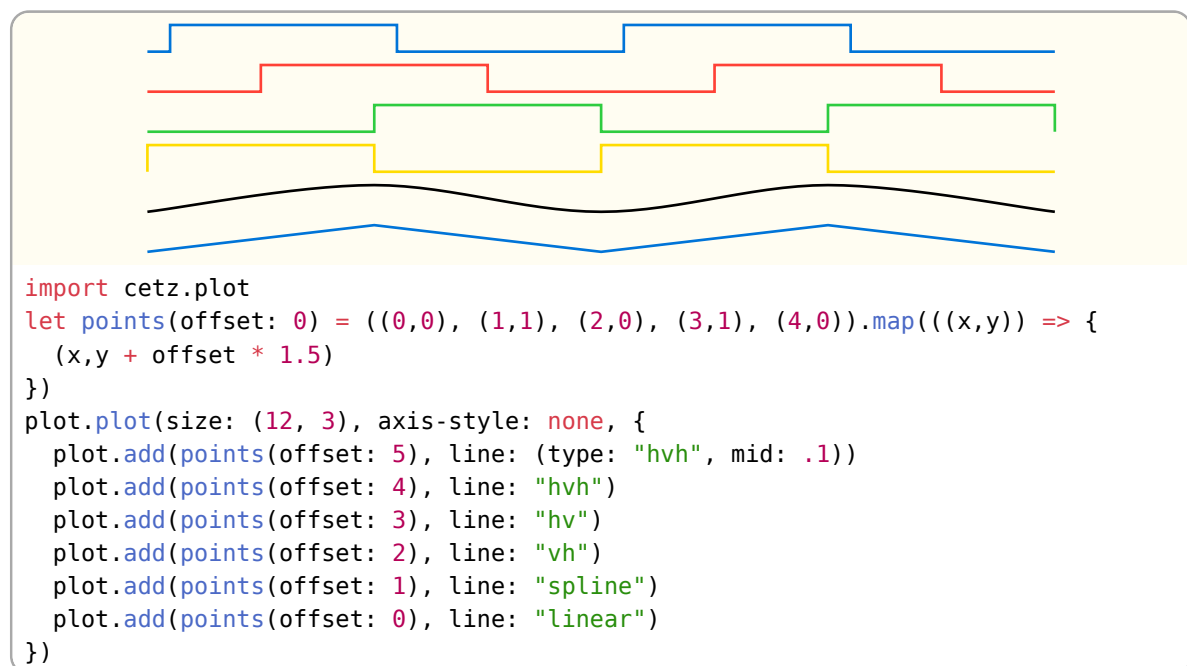 import cetz.plot
let points(offset: 0) = ((0,0), (1,1), (2,0), (3,1), (4,0)).map(((x,y)) => {
  (x,y + offset * 1.5)
})
plot.plot(size: (12, 3), axis-style: none, {
  plot.add(points(offset: 5), line: (type: "hvh", mid: .1))
  plot.add(points(offset: 4), line: "hvh")
  plot.add(points(offset: 3), line: "hv")
  plot.add(points(offset: 2), line: "vh")
  plot.add(points(offset: 1), line: "spline")
  plot.add(points(offset: 0), line: "linear")
})